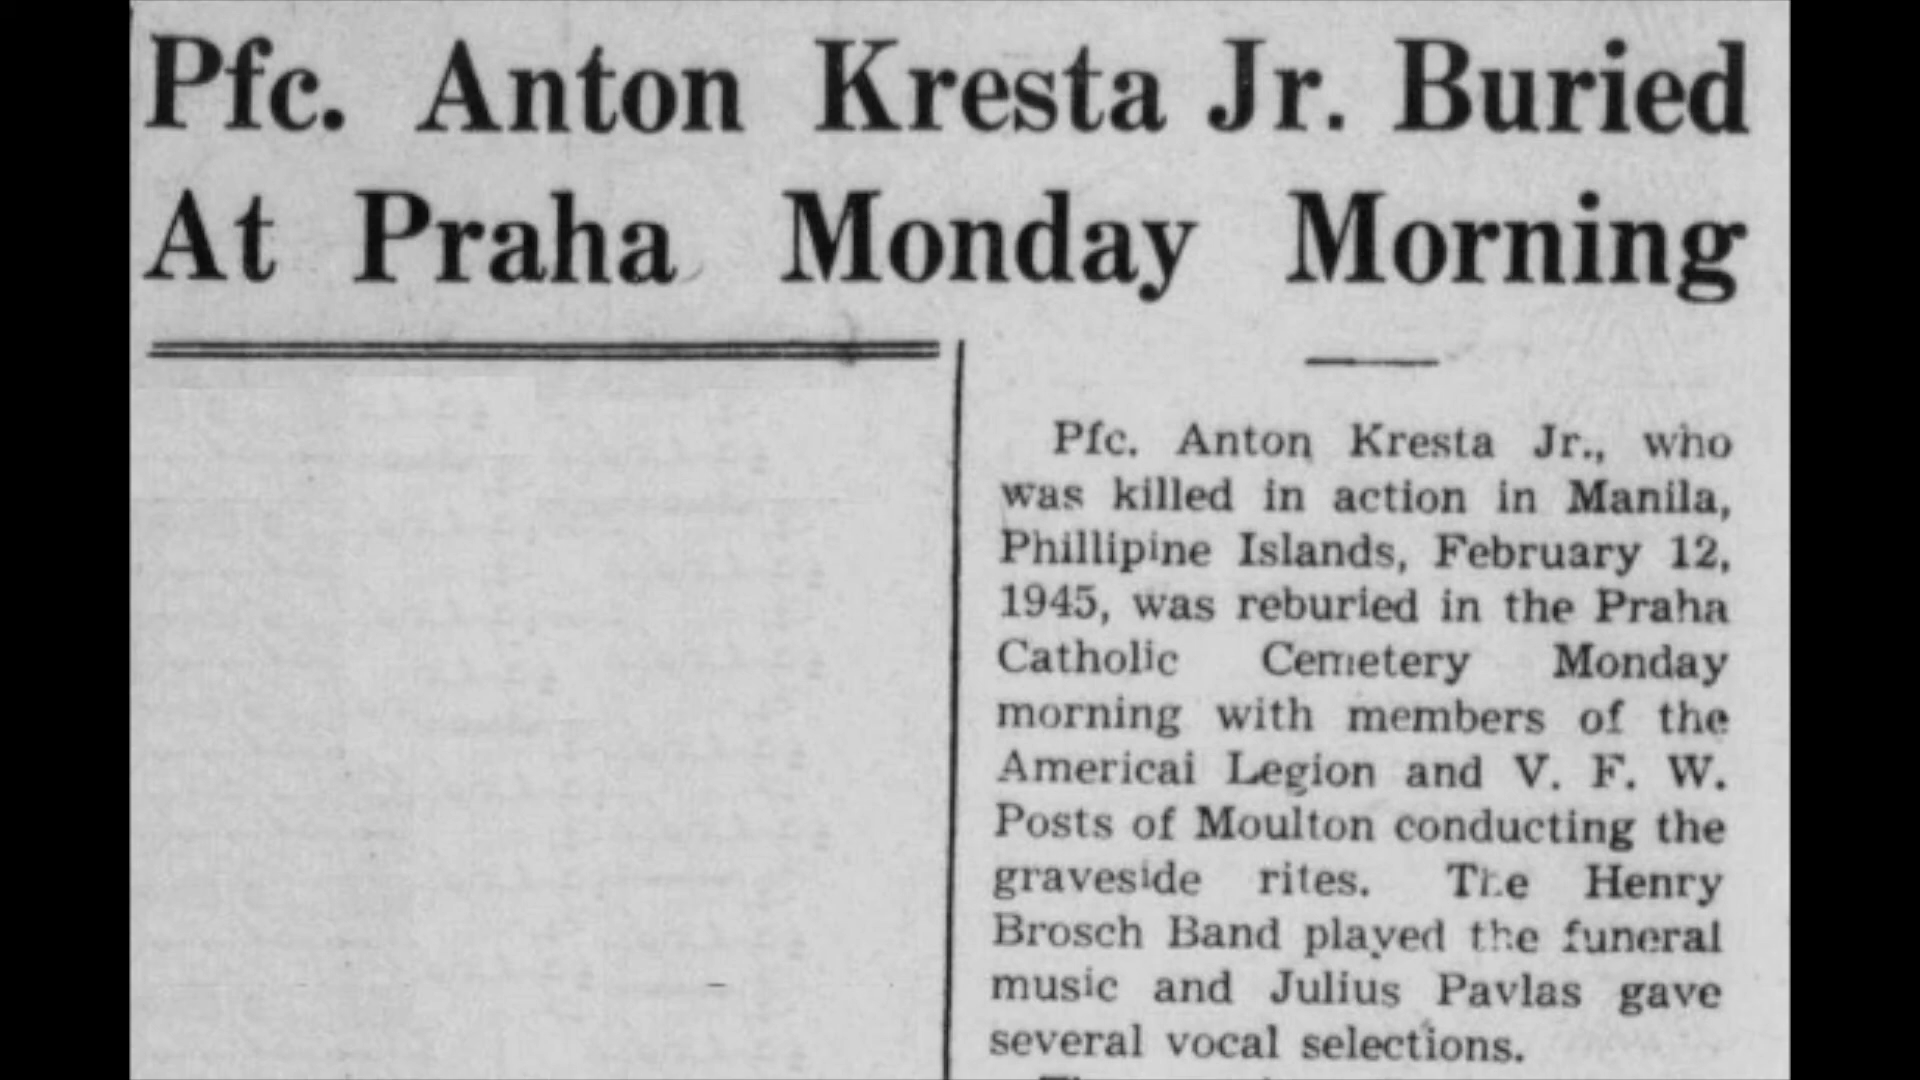 Pfc. Anton Kresta Jr. Buried
At Praha Monday Morning
Pfc. Anton Kresta Jr., who
was killed in action in Manila,
Phillipine Islands, February 12,
1945, was reburied in the Praha
Catholic Cemetery Monday
morning with members of the
Americai Legion and V. F. W.
Posts of Moulton conducting the
graveside rites. The Henry
Brosch Band played the funeral
music and Julius Pavlas gave
several vocal selections.